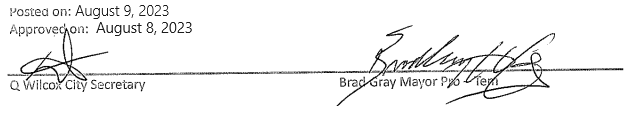 Posted on: August 9, 2023
Approved on: August 8, 2023
Q Wilcox City Secretary
Brad Gray Mayor Pro - Tem